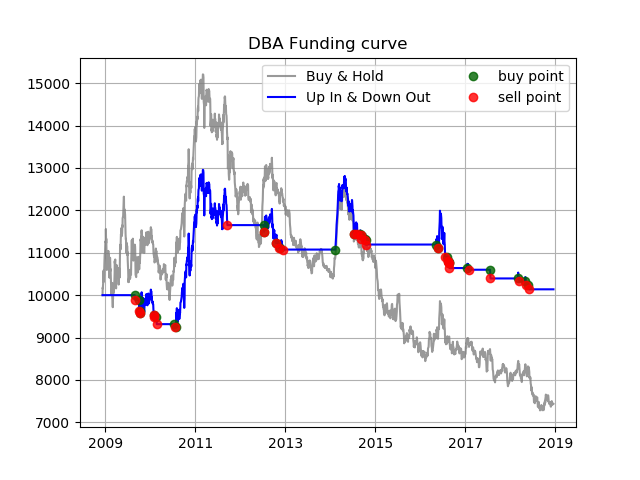 DBA Funding curve
Buy & Hold
Up In & Down Out
buy point
sell point
15000
14000
13000
12000
11000
10000
9000
8000
7000
2009 2011 2013 2015 2017 2019